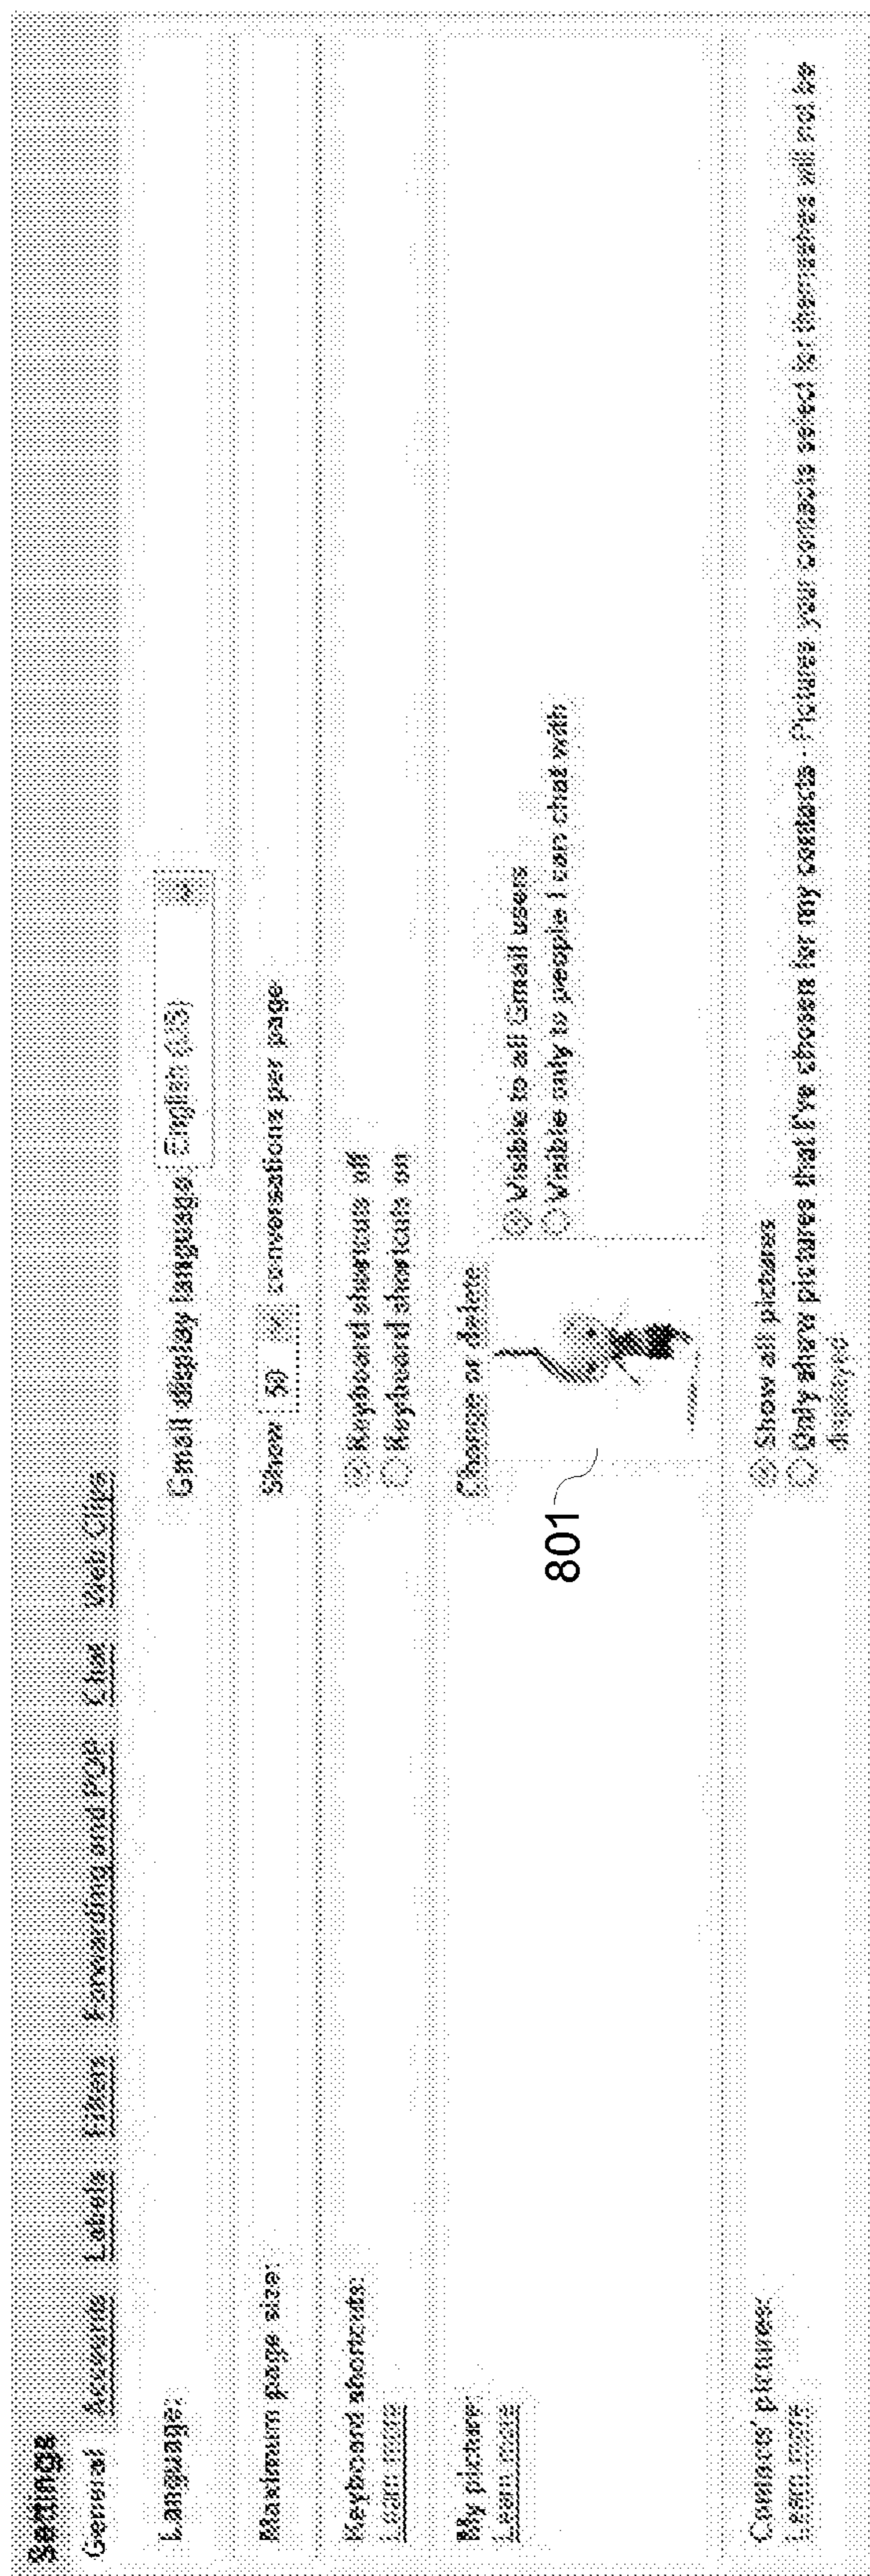 Settings
General Accounts Labels Filters Forwarding and POP Chat Web Clips
Language: Gmail display language: English (US)
Maximum page size: Show 50 conversations per page
Keyboard shortcuts: Keyboard shortcuts off
Learn more Keyboard shortcuts on
My picture: Change or delete
Learn more Visible to all Gmail users
Visible only to people I can chat with
801
Contacts' pictures: Show all pictures
Learn more Only show pictures that I've chosen for my contacts - Pictures your contacts select for themselves will not be
displayed